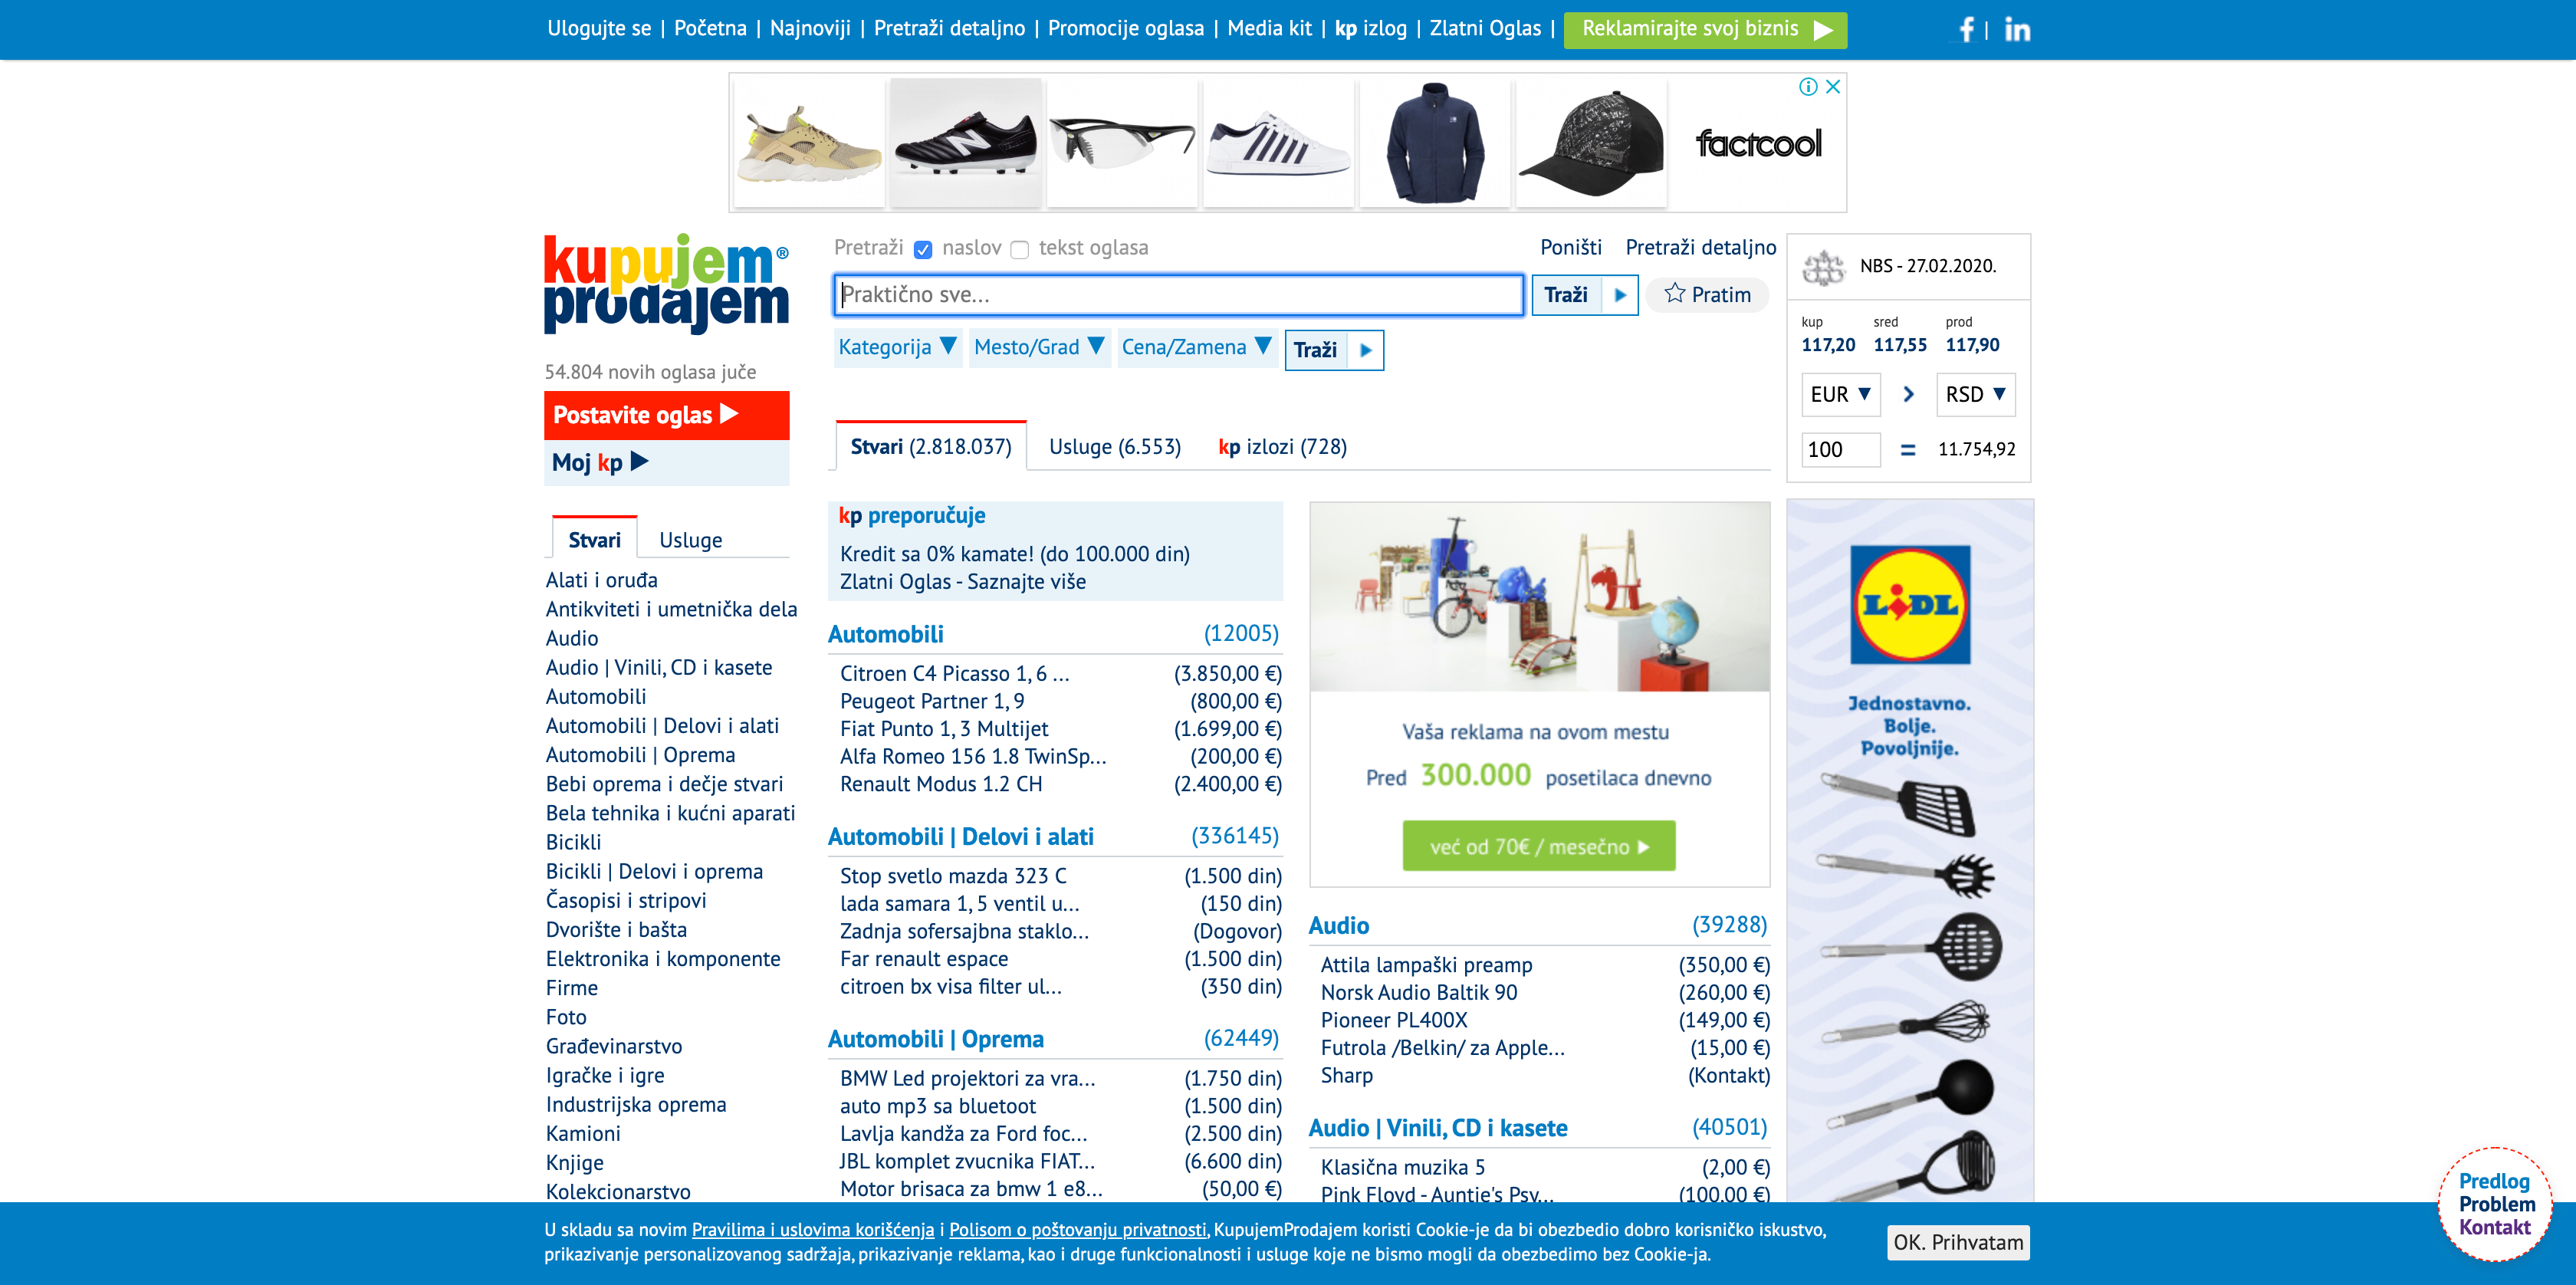 Ulogujte se | Početna | Najnoviji | Pretraži detaljno | Promocije oglasa | Media kit | kp izlog | Zlatni Oglas | Reklamirajte svoj biznis
factcool
kupujem®
prodajem
54.804 novih oglasa juče
Postavite oglas
Moj kp
Pretraži naslov tekst oglasa
Poništi Pretraži detaljno
Praktično sve...
Traži
Pratim
Kategorija Mesto/Grad Cena/Zamena Traži
NBS - 27.02.2020.
kup sred prod
117,20 117,55 117,90
EUR > RSD
100 = 11.754,92
Stvari (2.818.037) Usluge (6.553) kp izlozi (728)
Stvari Usluge
Alati i oruđa
Antikviteti i umetnička dela
Audio
Audio | Vinili, CD i kasete
Automobili
Automobili | Delovi i alati
Automobili | Oprema
Bebi oprema i dečje stvari
Bela tehnika i kućni aparati
Bicikli
Bicikli | Delovi i oprema
Časopisi i stripovi
Dvorište i bašta
Elektronika i komponente
Firme
Foto
Građevinarstvo
Igračke i igre
Industrijska oprema
Kamioni
Knjige
Kolekcionarstvo
kp preporučuje
Kredit sa 0% kamate! (do 100.000 din)
Zlatni Oglas - Saznajte više
Automobili (12005)
Citroen C4 Picasso 1, 6 ... (3.850,00 €)
Peugeot Partner 1, 9 (800,00 €)
Fiat Punto 1, 3 Multijet (1.699,00 €)
Alfa Romeo 156 1.8 TwinSp... (200,00 €)
Renault Modus 1.2 CH (2.400,00 €)
Automobili | Delovi i alati (336145)
Stop svetlo mazda 323 C (1.500 din)
lada samara 1, 5 ventil u... (150 din)
Zadnja sofersajbna staklo... (Dogovor)
Far renault espace (1.500 din)
citroen bx visa filter ul... (350 din)
Automobili | Oprema (62449)
BMW Led projektori za vra... (1.750 din)
auto mp3 sa bluetoot (1.500 din)
Lavlja kandža za Ford foc... (2.500 din)
JBL komplet zvucnika FIAT... (6.600 din)
Motor brisaca za bmw 1 e8... (50,00 €)
Vaša reklama na ovom mestu
Pred 300.000 posetilaca dnevno
već od 70€ / mesečno
Audio (39288)
Attila lampaški preamp (350,00 €)
Norsk Audio Baltik 90 (260,00 €)
Pioneer PL400X (149,00 €)
Futrola /Belkin/ za Apple... (15,00 €)
Sharp (Kontakt)
Audio | Vinili, CD i kasete (40501)
Klasična muzika 5 (2,00 €)
Pink Floyd - Auntie's Psy... (100,00 €)
LIDL
Jednostavno.
Bolje.
Povoljnije.
U skladu sa novim Pravilima i uslovima korišćenja i Polisom o poštovanju privatnosti, KupujemProdajem koristi Cookie-je da bi obezbedio dobro korisničko iskustvo,
prikazivanje personalizovanog sadržaja, prikazivanje reklama, kao i druge funkcionalnosti i usluge koje ne bismo mogli da obezbedimo bez Cookie-ja.
OK. Prihvatam
Predlog
Problem
Kontakt